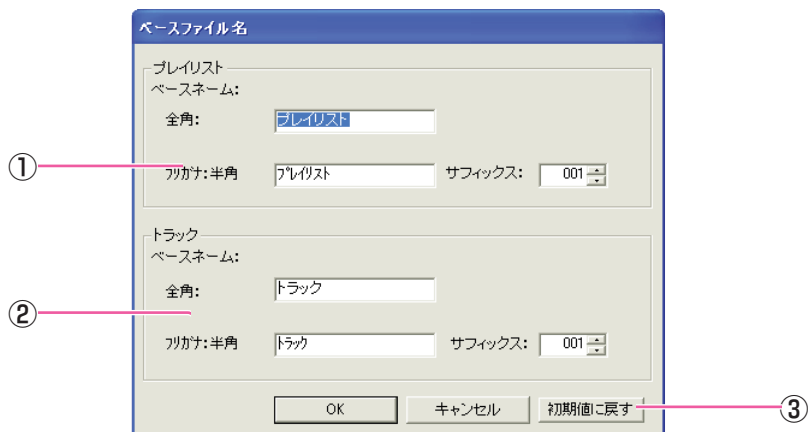 ベースファイル名
プレイリスト
ベースネーム:
全角:
プレイリスト
①
ﾌﾘｶﾞﾅ:半角
ﾌﾟﾚｲﾘｽﾄ
サフィックス:
001
トラック
ベースネーム:
全角:
トラック
②
ﾌﾘｶﾞﾅ:半角
ﾄﾗｯｸ
サフィックス:
001
OK
キャンセル
初期値に戻す
③